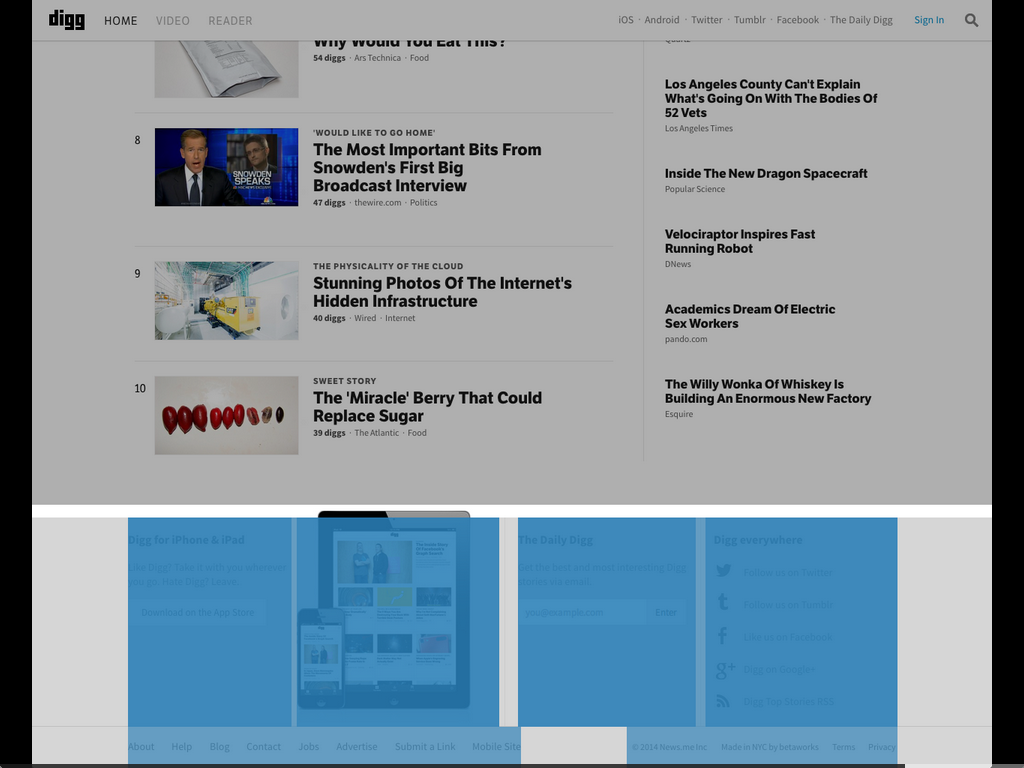 digg HOME VIDEO READER iOS · Android · Twitter · Tumblr · Facebook · The Daily Digg Sign In
Why Would You Eat This?
54 diggs · Ars Technica · Food
8
'WOULD LIKE TO GO HOME'
The Most Important Bits From
Snowden's First Big
Broadcast Interview
47 diggs · thewire.com · Politics
SNOWDEN
SPEAKS
9
THE PHYSICALITY OF THE CLOUD
Stunning Photos Of The Internet's
Hidden Infrastructure
40 diggs · Wired · Internet
10
SWEET STORY
The 'Miracle' Berry That Could
Replace Sugar
39 diggs · The Atlantic · Food
Quartz
Los Angeles County Can't Explain
What's Going On With The Bodies Of
52 Vets
Los Angeles Times
Inside The New Dragon Spacecraft
Popular Science
Velociraptor Inspires Fast
Running Robot
DNews
Academics Dream Of Electric
Sex Workers
pando.com
The Willy Wonka Of Whiskey Is
Building An Enormous New Factory
Esquire
Digg for iPhone & iPad
Like Digg? Take it with you wherever
you go. Hate Digg? Leave.
Download on the App Store
digg
The Daily Digg
Get the best and most interesting Digg
stories via email.
you@example.com Enter
Digg everywhere
Follow us on Twitter
Follow us on Tumblr
Like us on Facebook
Digg on Google+
Digg Top Stories RSS
About Help Blog Contact Jobs Advertise Submit a Link Mobile Site © 2014 News.me Inc Made in NYC by betaworks Terms Privacy